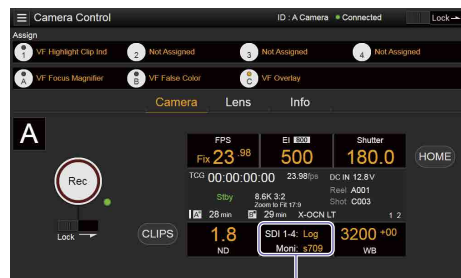 Camera Control ID : A Camera Connected Lock
Assign
1 VF Highlight Clip Ind 2 Not Assigned 3 Not Assigned 4 Not Assigned
A VF Focus Magnifier B VF False Color C VF Overlay
Camera Lens Info
A
FPS EI 800 Shutter
Fix 23.98 500 180.0 HOME
TCG 00:00:00:00 23.98/fps DC IN 12.8V
Rec
Stby 8.6K 3:2 Reel A001
Zoom to Fit 17:9 Shot C003
A 28 min B 29 min X-OCN LT 1 2
Lock CLIPS
1.8 SDI 1-4: Log 3200 +00
ND Moni: s709 WB